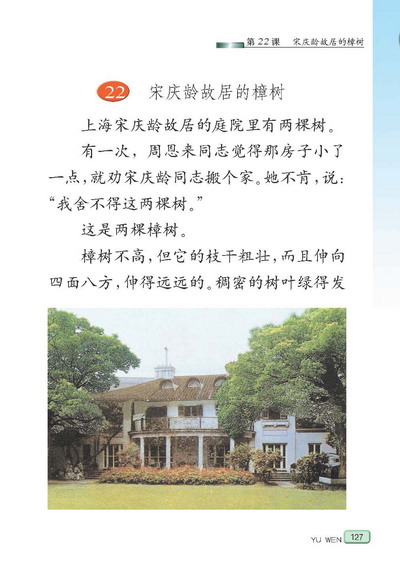 第22课 宋庆龄故居的樟树
22 宋庆龄故居的樟树
上海宋庆龄故居的庭院里有两棵树。
有一次，周恩来同志觉得那房子小了
一点，就劝宋庆龄同志搬个家。她不肯，说：
“我舍不得这两棵树。”
这是两棵樟树。
樟树不高，但它的枝干粗壮，而且伸向
四面八方，伸得远远的。稠密的树叶绿得发
YU WEN 127